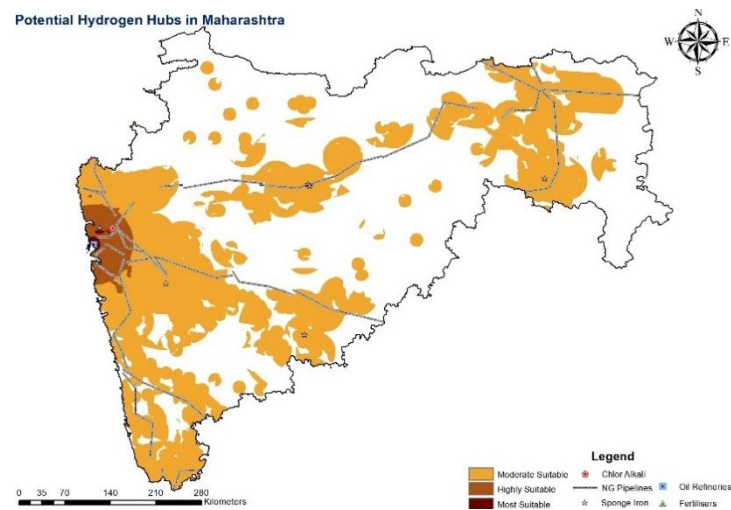 Potential Hydrogen Hubs in Maharashtra
N
W E
S
Legend
Moderate Suitable
Highly Suitable
Most Suitable
Chlor Alkali
NG Pipelines
Sponge Iron
Oil Refineries
Fertilisers
0 35 70 140 210 280
Kilometers